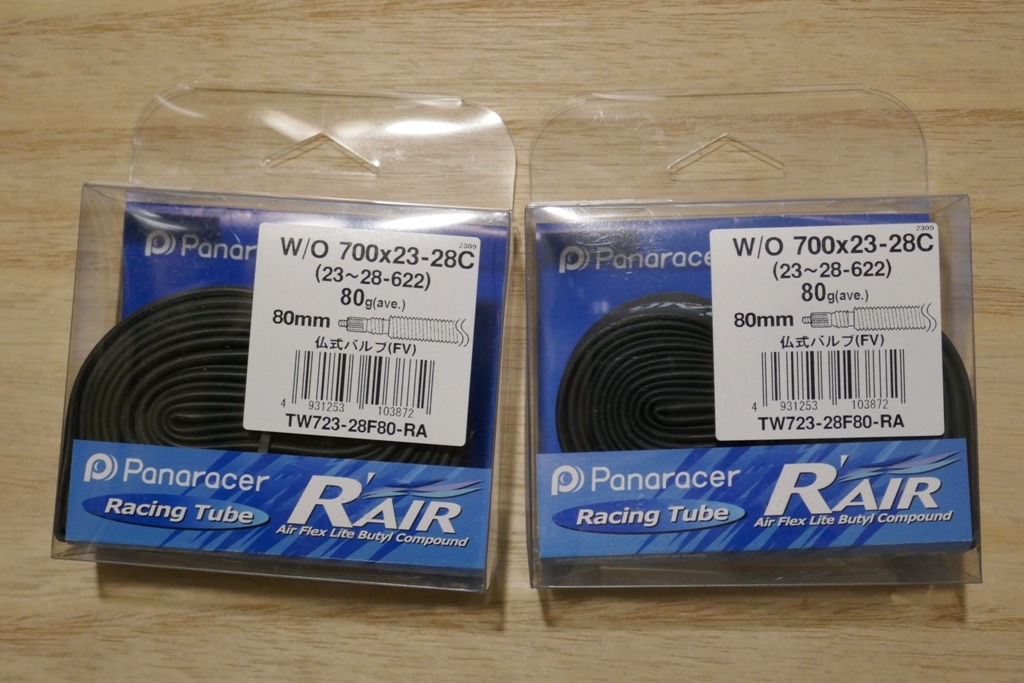 Panaracer
2309
W/O 700x23-28C
(23~28-622)
80g(ave.)
80mm
仏式バルブ(FV)
4 931253 103872
TW723-28F80-RA
Panaracer
Racing Tube
R'AIR
Air Flex Lite Butyl Compound
Panaracer
2309
W/O 700x23-28C
(23~28-622)
80g(ave.)
80mm
仏式バルブ(FV)
4 931253 103872
TW723-28F80-RA
Panaracer
Racing Tube
R'AIR
Air Flex Lite Butyl Compound